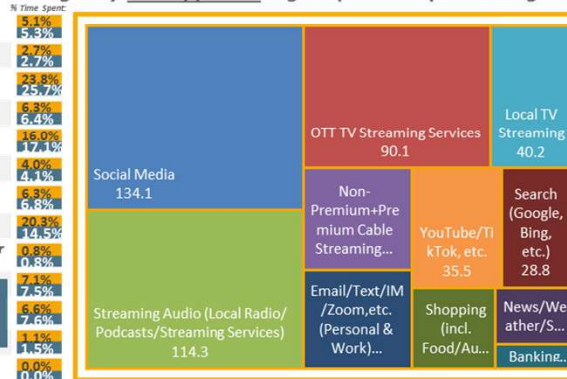 % Time Spent:
5.1%
5.3%
2.7%
2.7%
23.8%
25.7%
6.3%
6.4%
16.0%
17.1%
4.0%
4.1%
6.3%
6.8%
20.3%
14.5%
0.8%
0.8%
7.1%
7.5%
6.6%
7.6%
1.1%
1.5%
0.0%
0.0%
Social Media
134.1
Streaming Audio (Local Radio/
Podcasts/Streaming Services)
114.3
OTT TV Streaming Services
90.1
Local TV
Streaming
40.2
Non-
Premium+Pre
mium Cable
Streaming...
YouTube/Ti
kTok, etc.
35.5
Search
(Google,
Bing,
etc.)
28.8
Email/Text/IM
/Zoom,etc.
(Personal &
Work)...
Shopping
(incl.
Food/Au...
News/We
ather/S...
Banking...